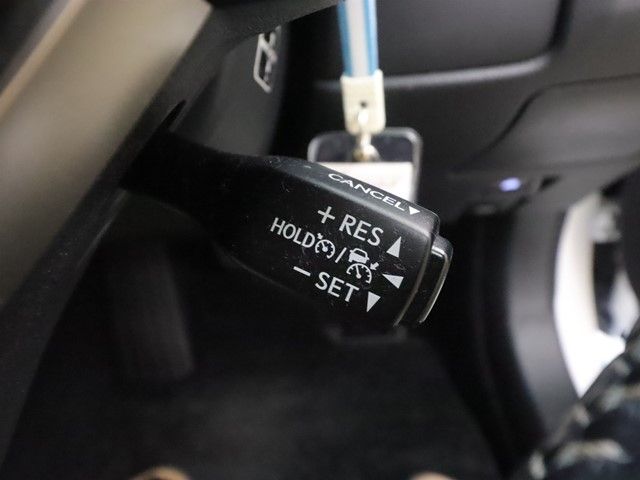 CANCEL▼
+ RES ▲
HOLD /
− SET ▼